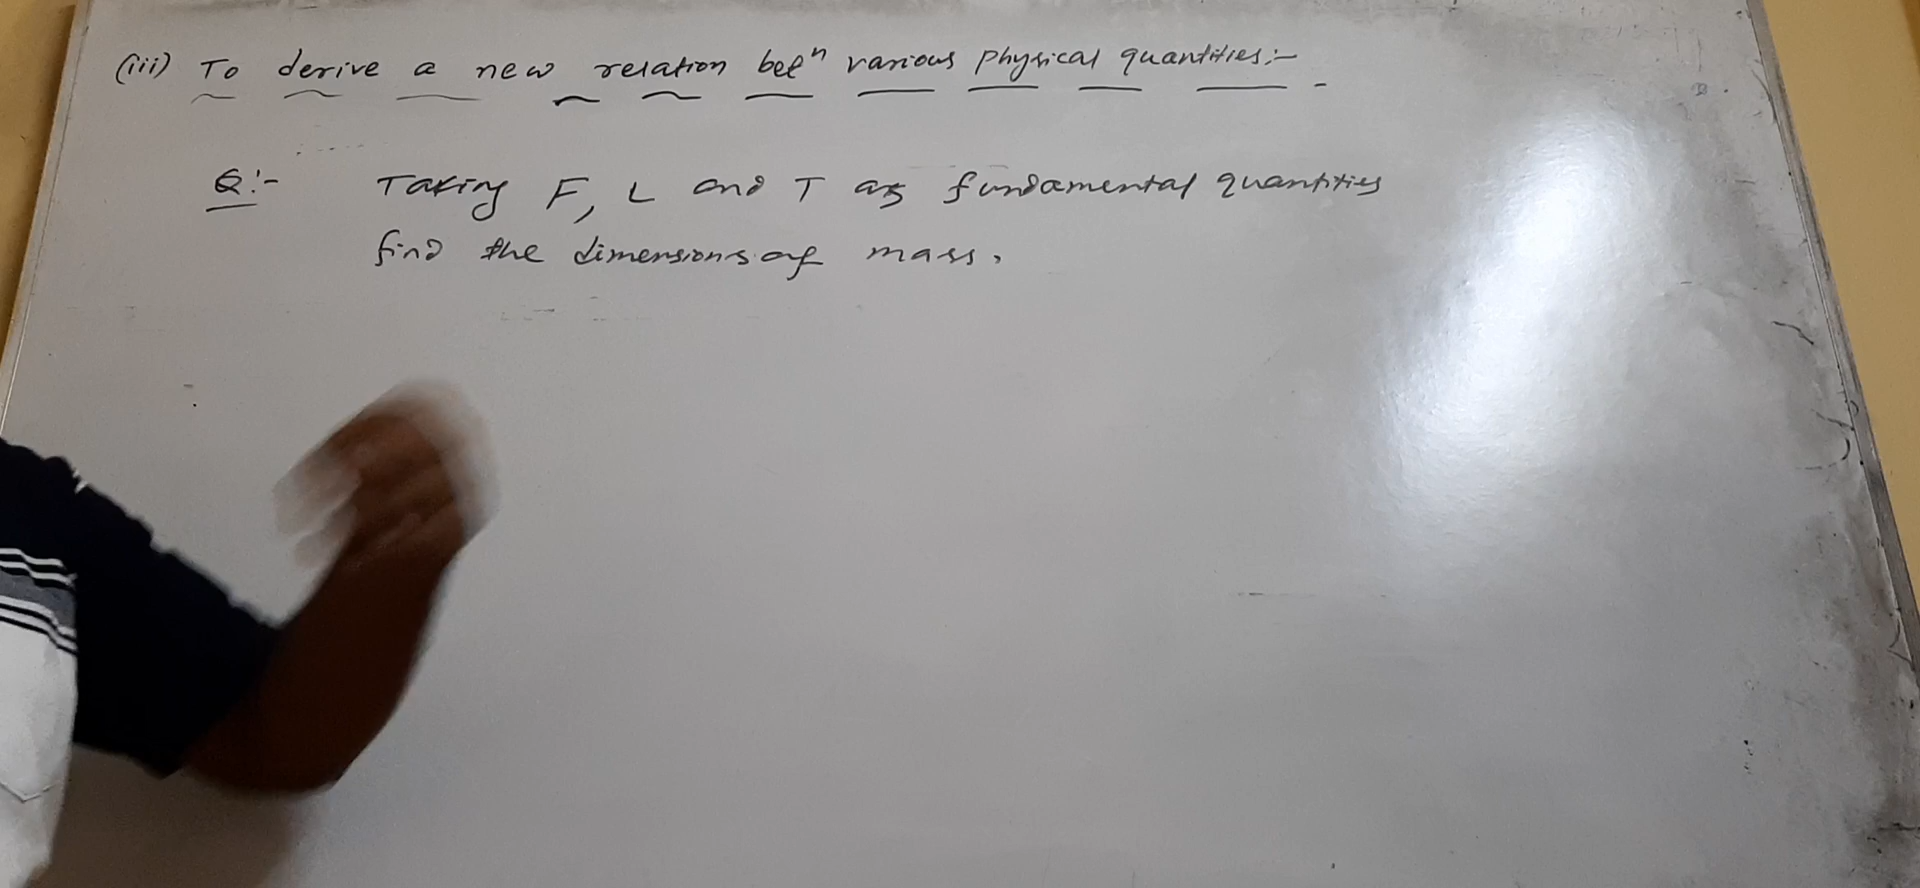 (iii) To derive a new relation betⁿ various physical quantities:-
Q:- Taking F, L and T as fundamental quantities
find the dimensions of mass.